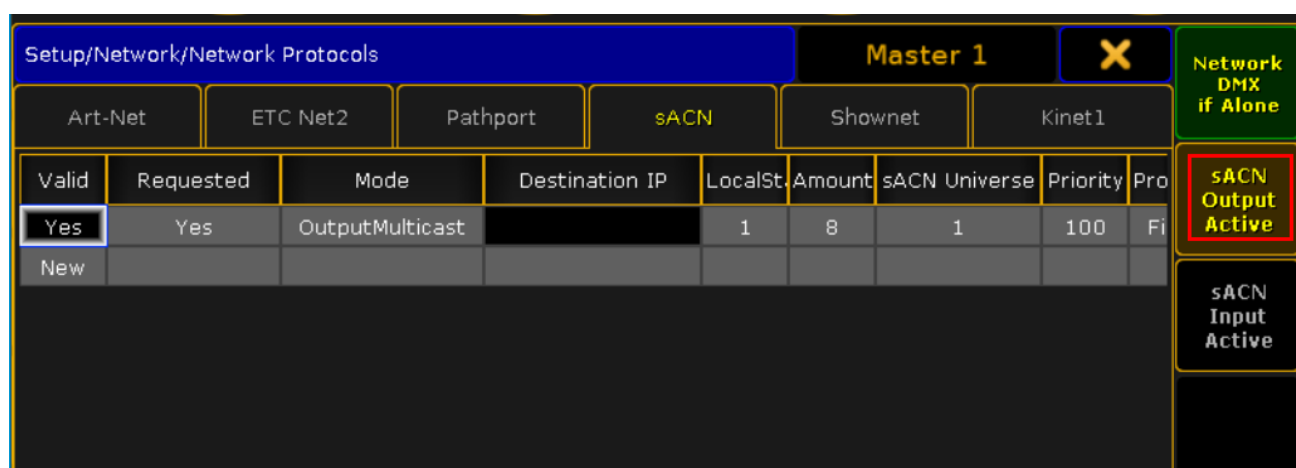 Setup/Network/Network Protocols
Master 1
Network
DMX
if Alone
Art-Net ETC Net2 Pathport sACN Shownet Kinet1
Valid Requested Mode Destination IP LocalSt. Amount sACN Universe Priority Pro
Yes Yes OutputMulticast 1 8 1 100 Fi
New
sACN
Output
Active
sACN
Input
Active